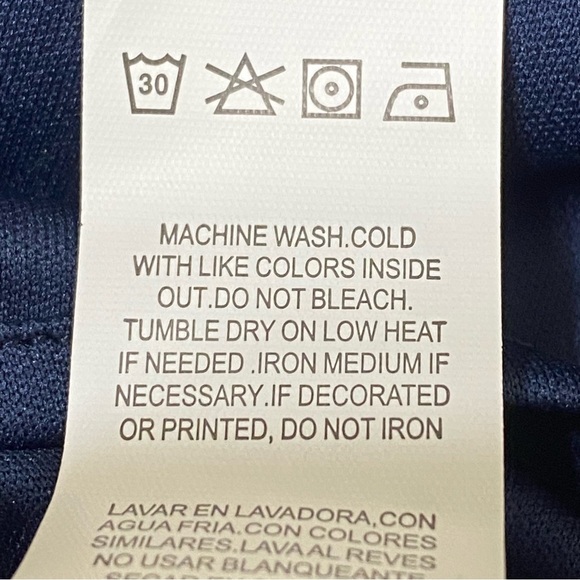 30
MACHINE WASH.COLD
WITH LIKE COLORS INSIDE
OUT.DO NOT BLEACH.
TUMBLE DRY ON LOW HEAT
IF NEEDED .IRON MEDIUM IF
NECESSARY.IF DECORATED
OR PRINTED, DO NOT IRON
LAVAR EN LAVADORA,CON
AGUA FRIA.CON COLORES
SIMILARES.LAVA AL REVES
NO USAR BLANQUEANTE